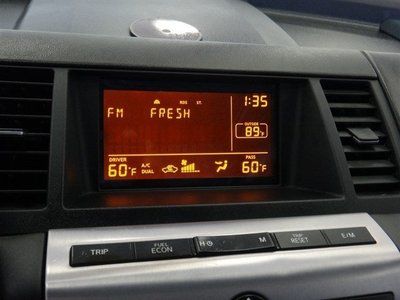 RDS ST. 1:35
FM FRESH
OUTSIDE
89°F
DRIVER PASS
60°F A/C DUAL 60°F
TRIP FUEL ECON H M TRIP RESET E/M